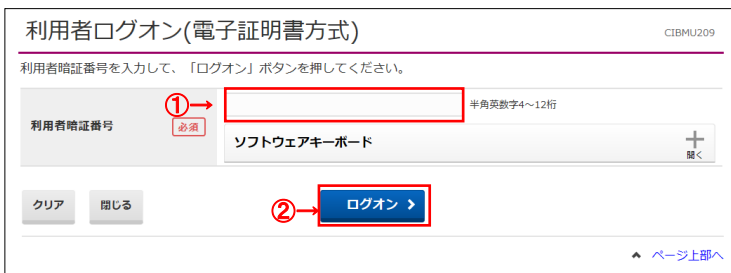 利用者ログオン(電子証明書方式)
CIBMU209
利用者暗証番号を入力して、「ログオン」ボタンを押してください。
①→
半角英数字4～12桁
利用者暗証番号 必須
ソフトウェアキーボード
開く
クリア 閉じる ②→ ログオン
ページ上部へ